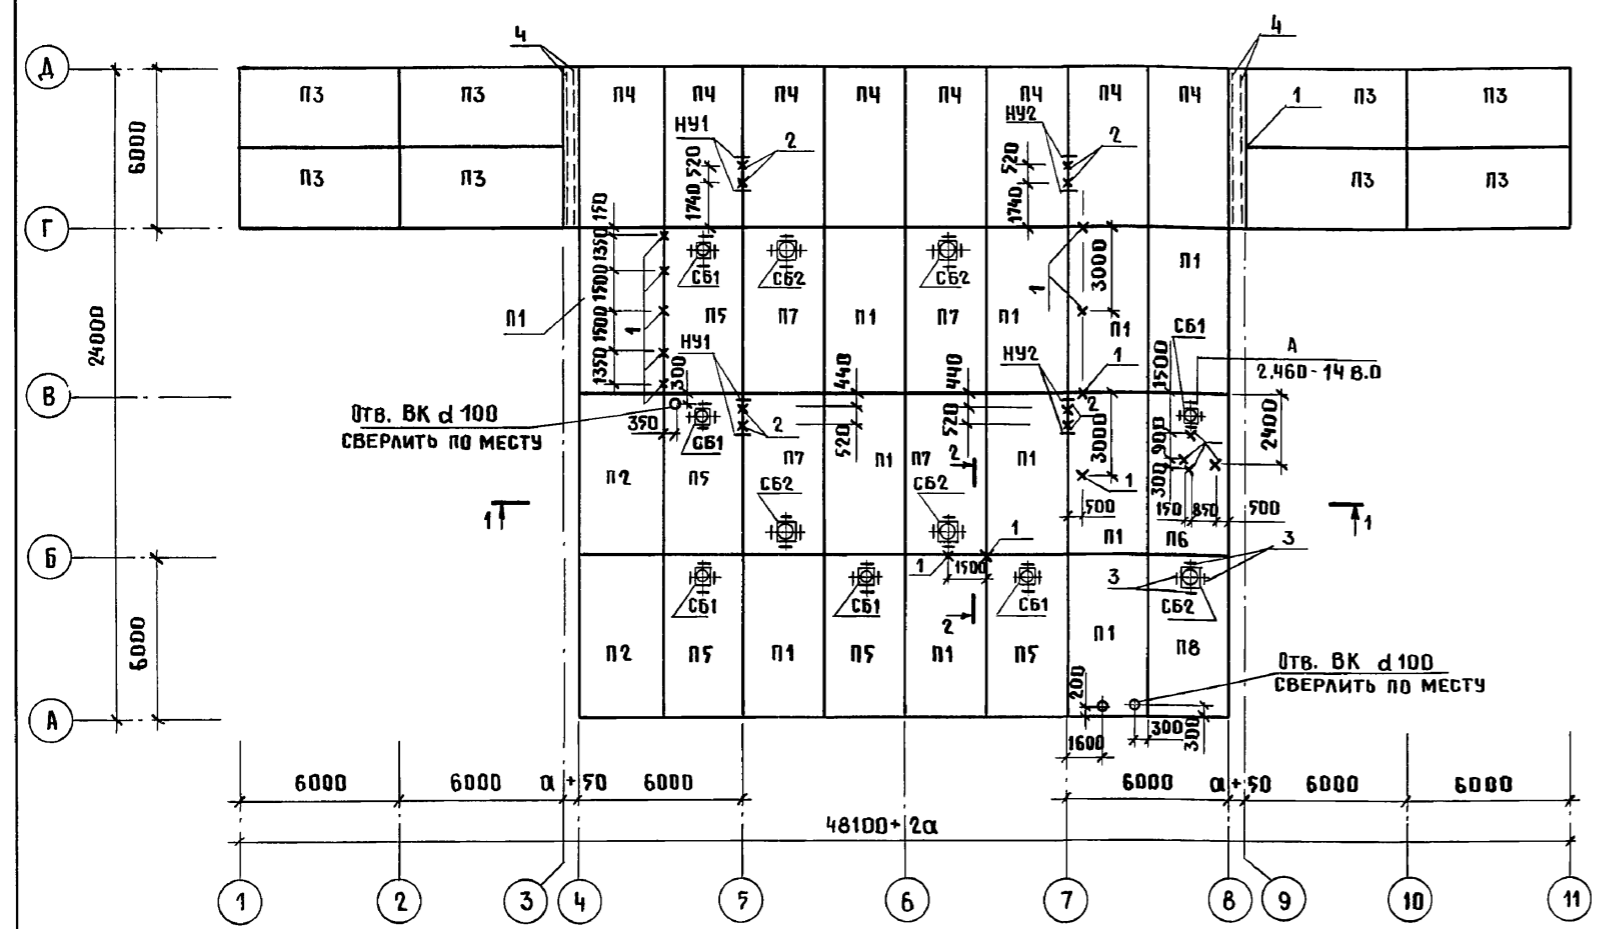 4
4
Д
П3
П3
П4
П4
П4
П4
П4
П4
П4
П4
1
П3
П3
НУ1
2
НУ2
2
6000
520
520
П3
П3
П3
П3
1740
1740
150
Г
1350
СБ1
СБ2
СБ2
3000
П1
1500
1
24000
П1
П5
П7
П1
П7
П1
П1
СБ1
1500
1
НУ1
НУ2
А
1350
300
440
440
1
1500
2.460-14 В.0
В
Отв. ВК d 100
2
сверлить по месту
350
СБ1
2
520
520
3000
900
2400
П7
П1
П7
2
П1
П2
П5
СБ2
СБ2
1
300
1
500
150
850
500
1
Б
П1
П6
1
3
1
1500
3
СБ1
СБ1
СБ1
СБ2
2
6000
П2
П5
П1
П5
П1
П5
П1
П8
Отв. ВК d 100
сверлить по месту
200
А
300
300
1600
6000
6000
а + 50
6000
6000
а + 50
6000
6000
48100+ 2а
1
2
3
4
5
6
7
8
9
10
11